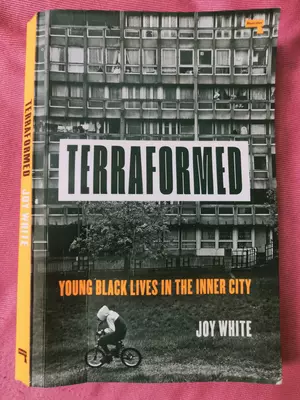 TERRAFORMED
YOUNG BLACK LIVES IN THE INNER CITY
JOY WHITE
TERRAFORMED
JOY WHITE